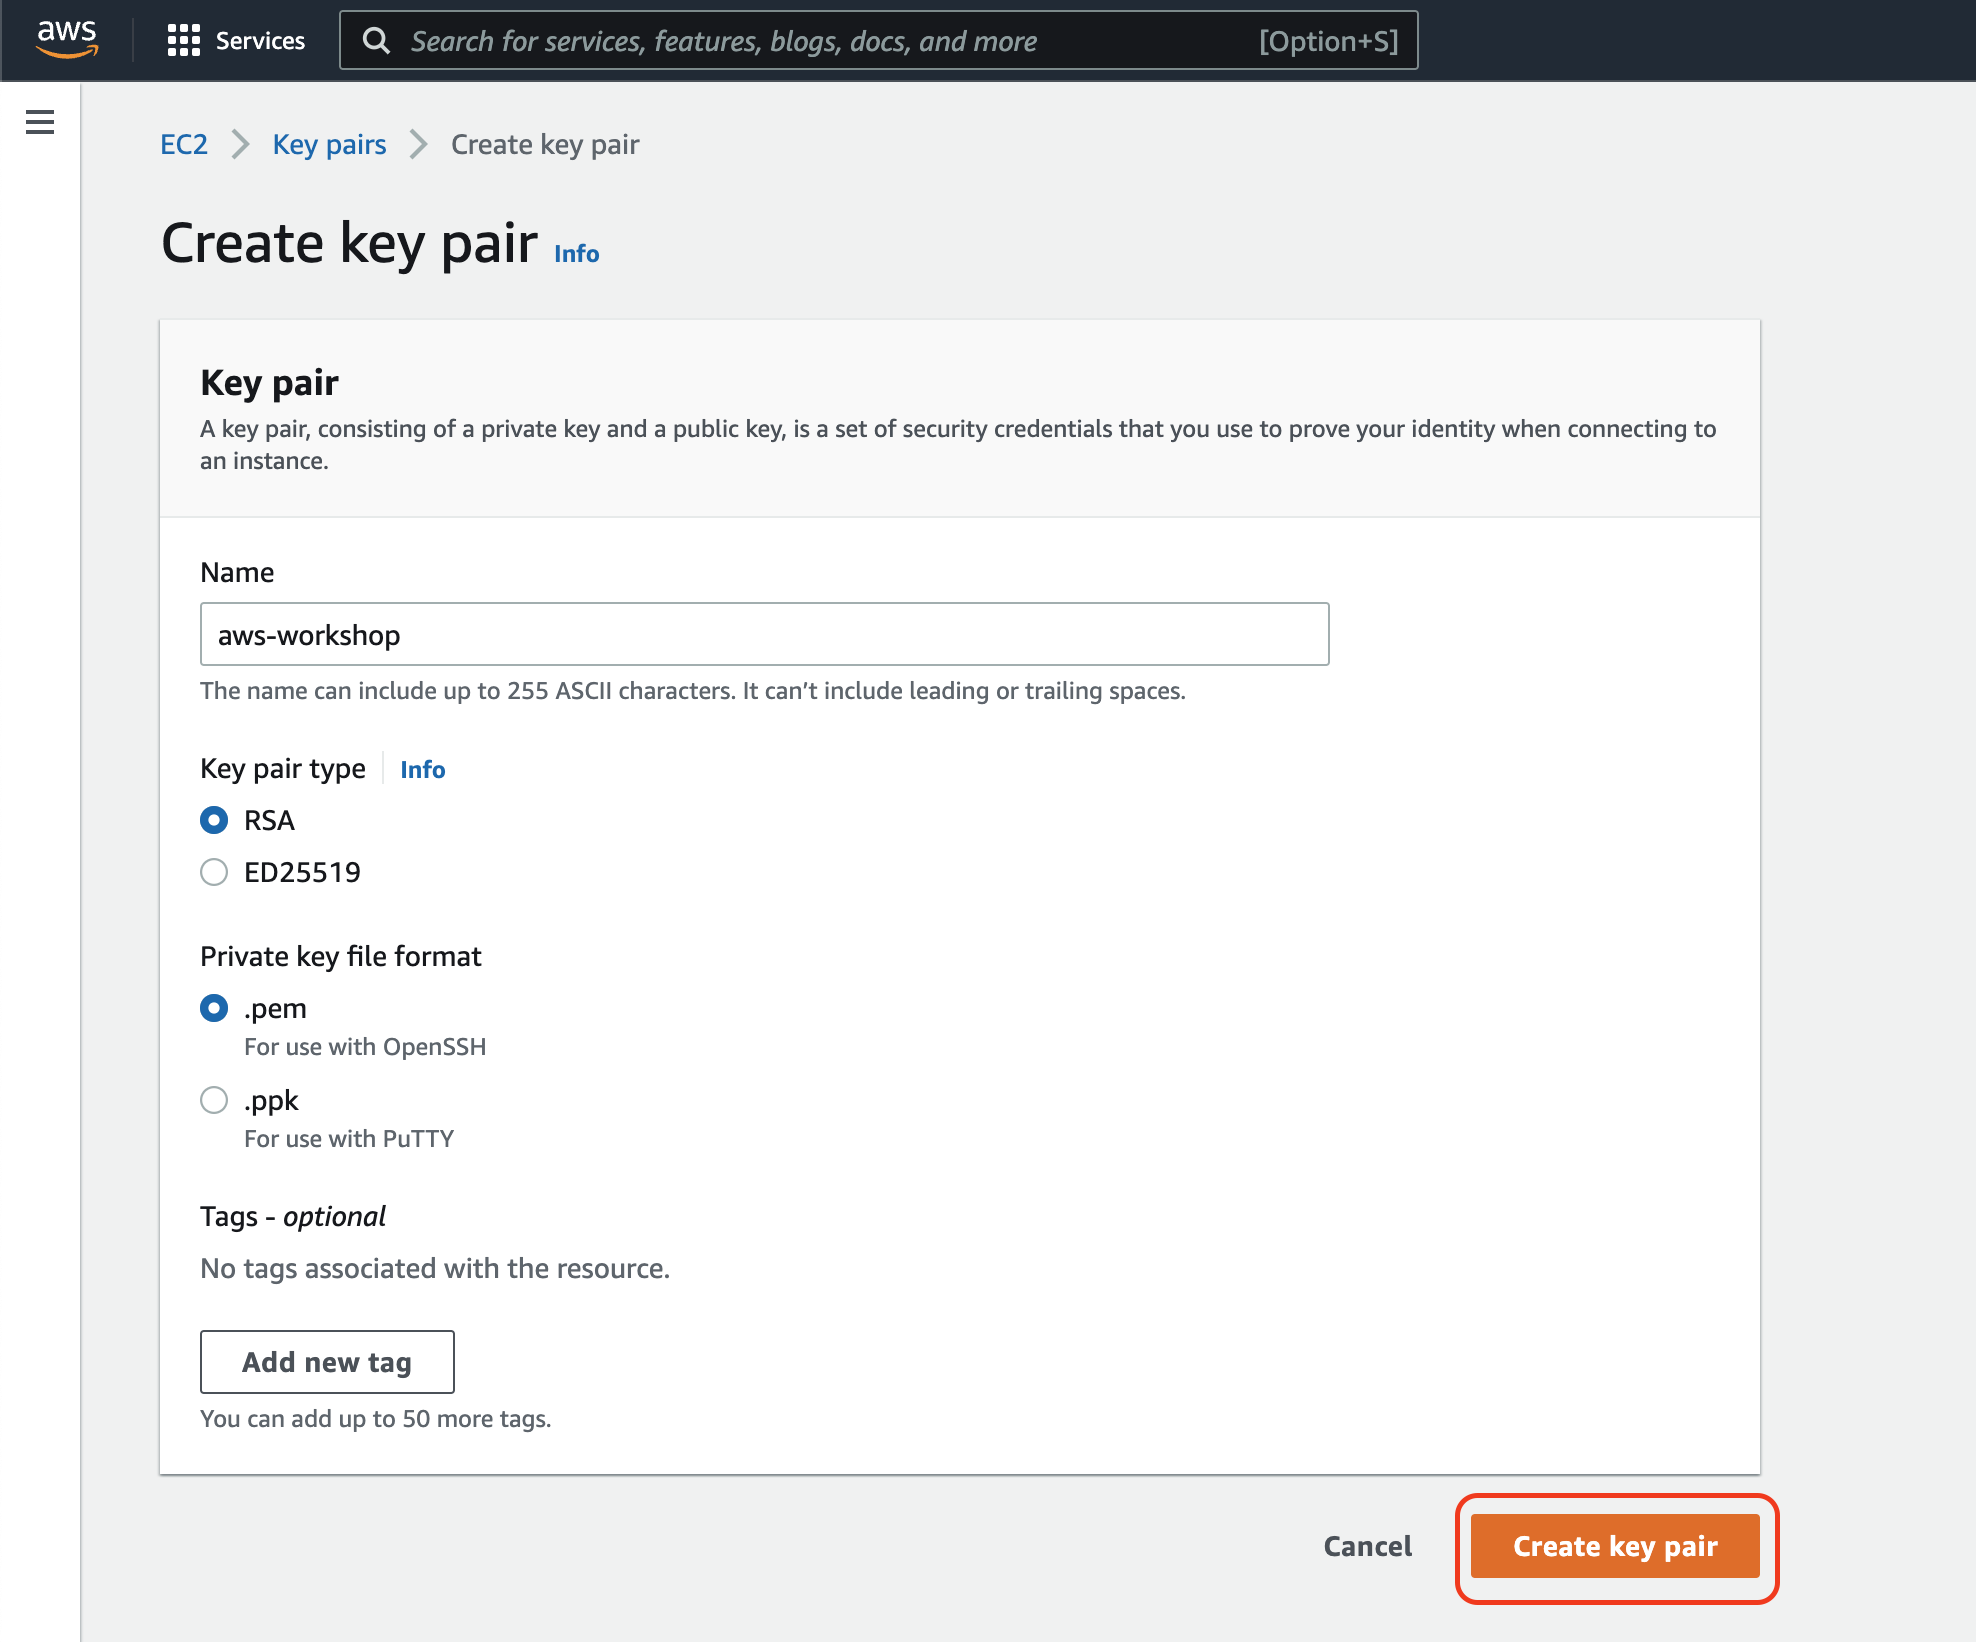 aws
Services
Search for services, features, blogs, docs, and more
[Option+S]
EC2
Key pairs
Create key pair
Create key pair Info
Key pair
A key pair, consisting of a private key and a public key, is a set of security credentials that you use to prove your identity when connecting to
an instance.
Name
aws-workshop
The name can include up to 255 ASCII characters. It can’t include leading or trailing spaces.
Key pair type Info
RSA
ED25519
Private key file format
.pem
For use with OpenSSH
.ppk
For use with PuTTY
Tags - optional
No tags associated with the resource.
Add new tag
You can add up to 50 more tags.
Cancel
Create key pair